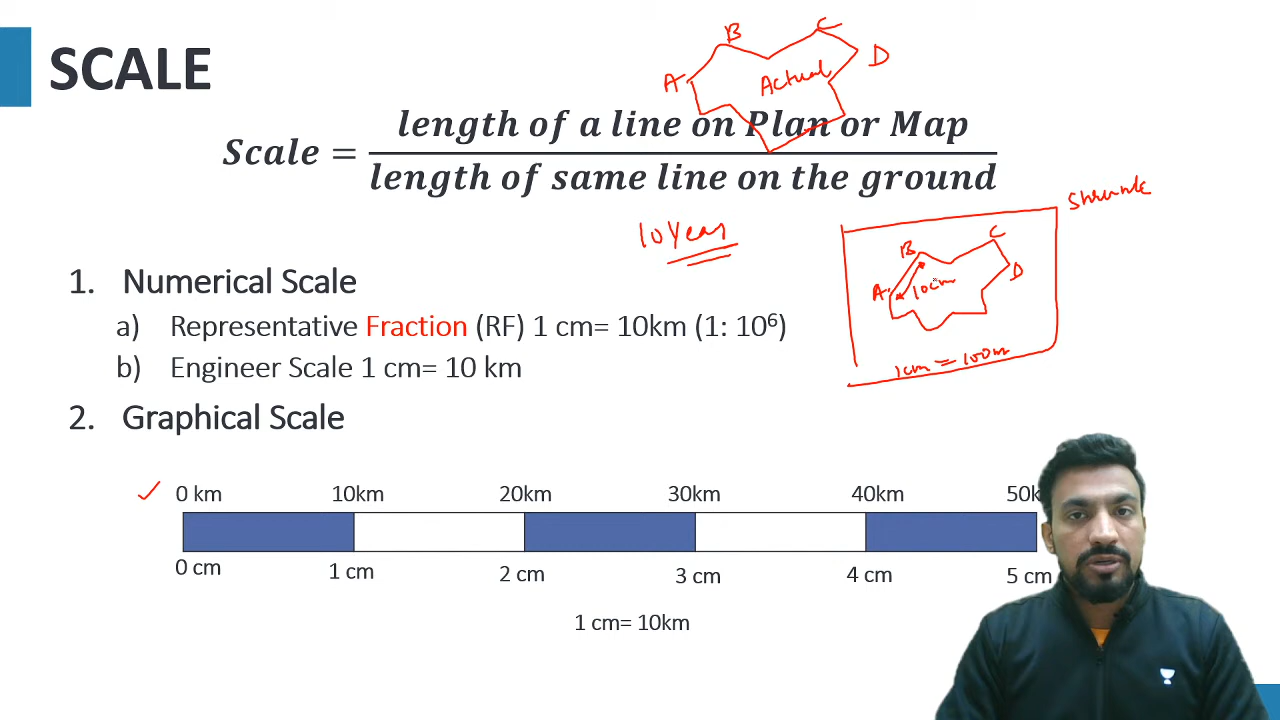 SCALE
B
C
A
D
Actual
Scale = length of a line on Plan or Map
length of same line on the ground
10 Year
Shrunk
1. Numerical Scale
a) Representative Fraction (RF) 1 cm= 10km (1: 10⁶)
b) Engineer Scale 1 cm= 10 km
2. Graphical Scale
B
C
A
D
10cm
1cm = 100m
0 km 10km 20km 30km 40km 50k
0 cm 1 cm 2 cm 3 cm 4 cm 5 cm
1 cm= 10km